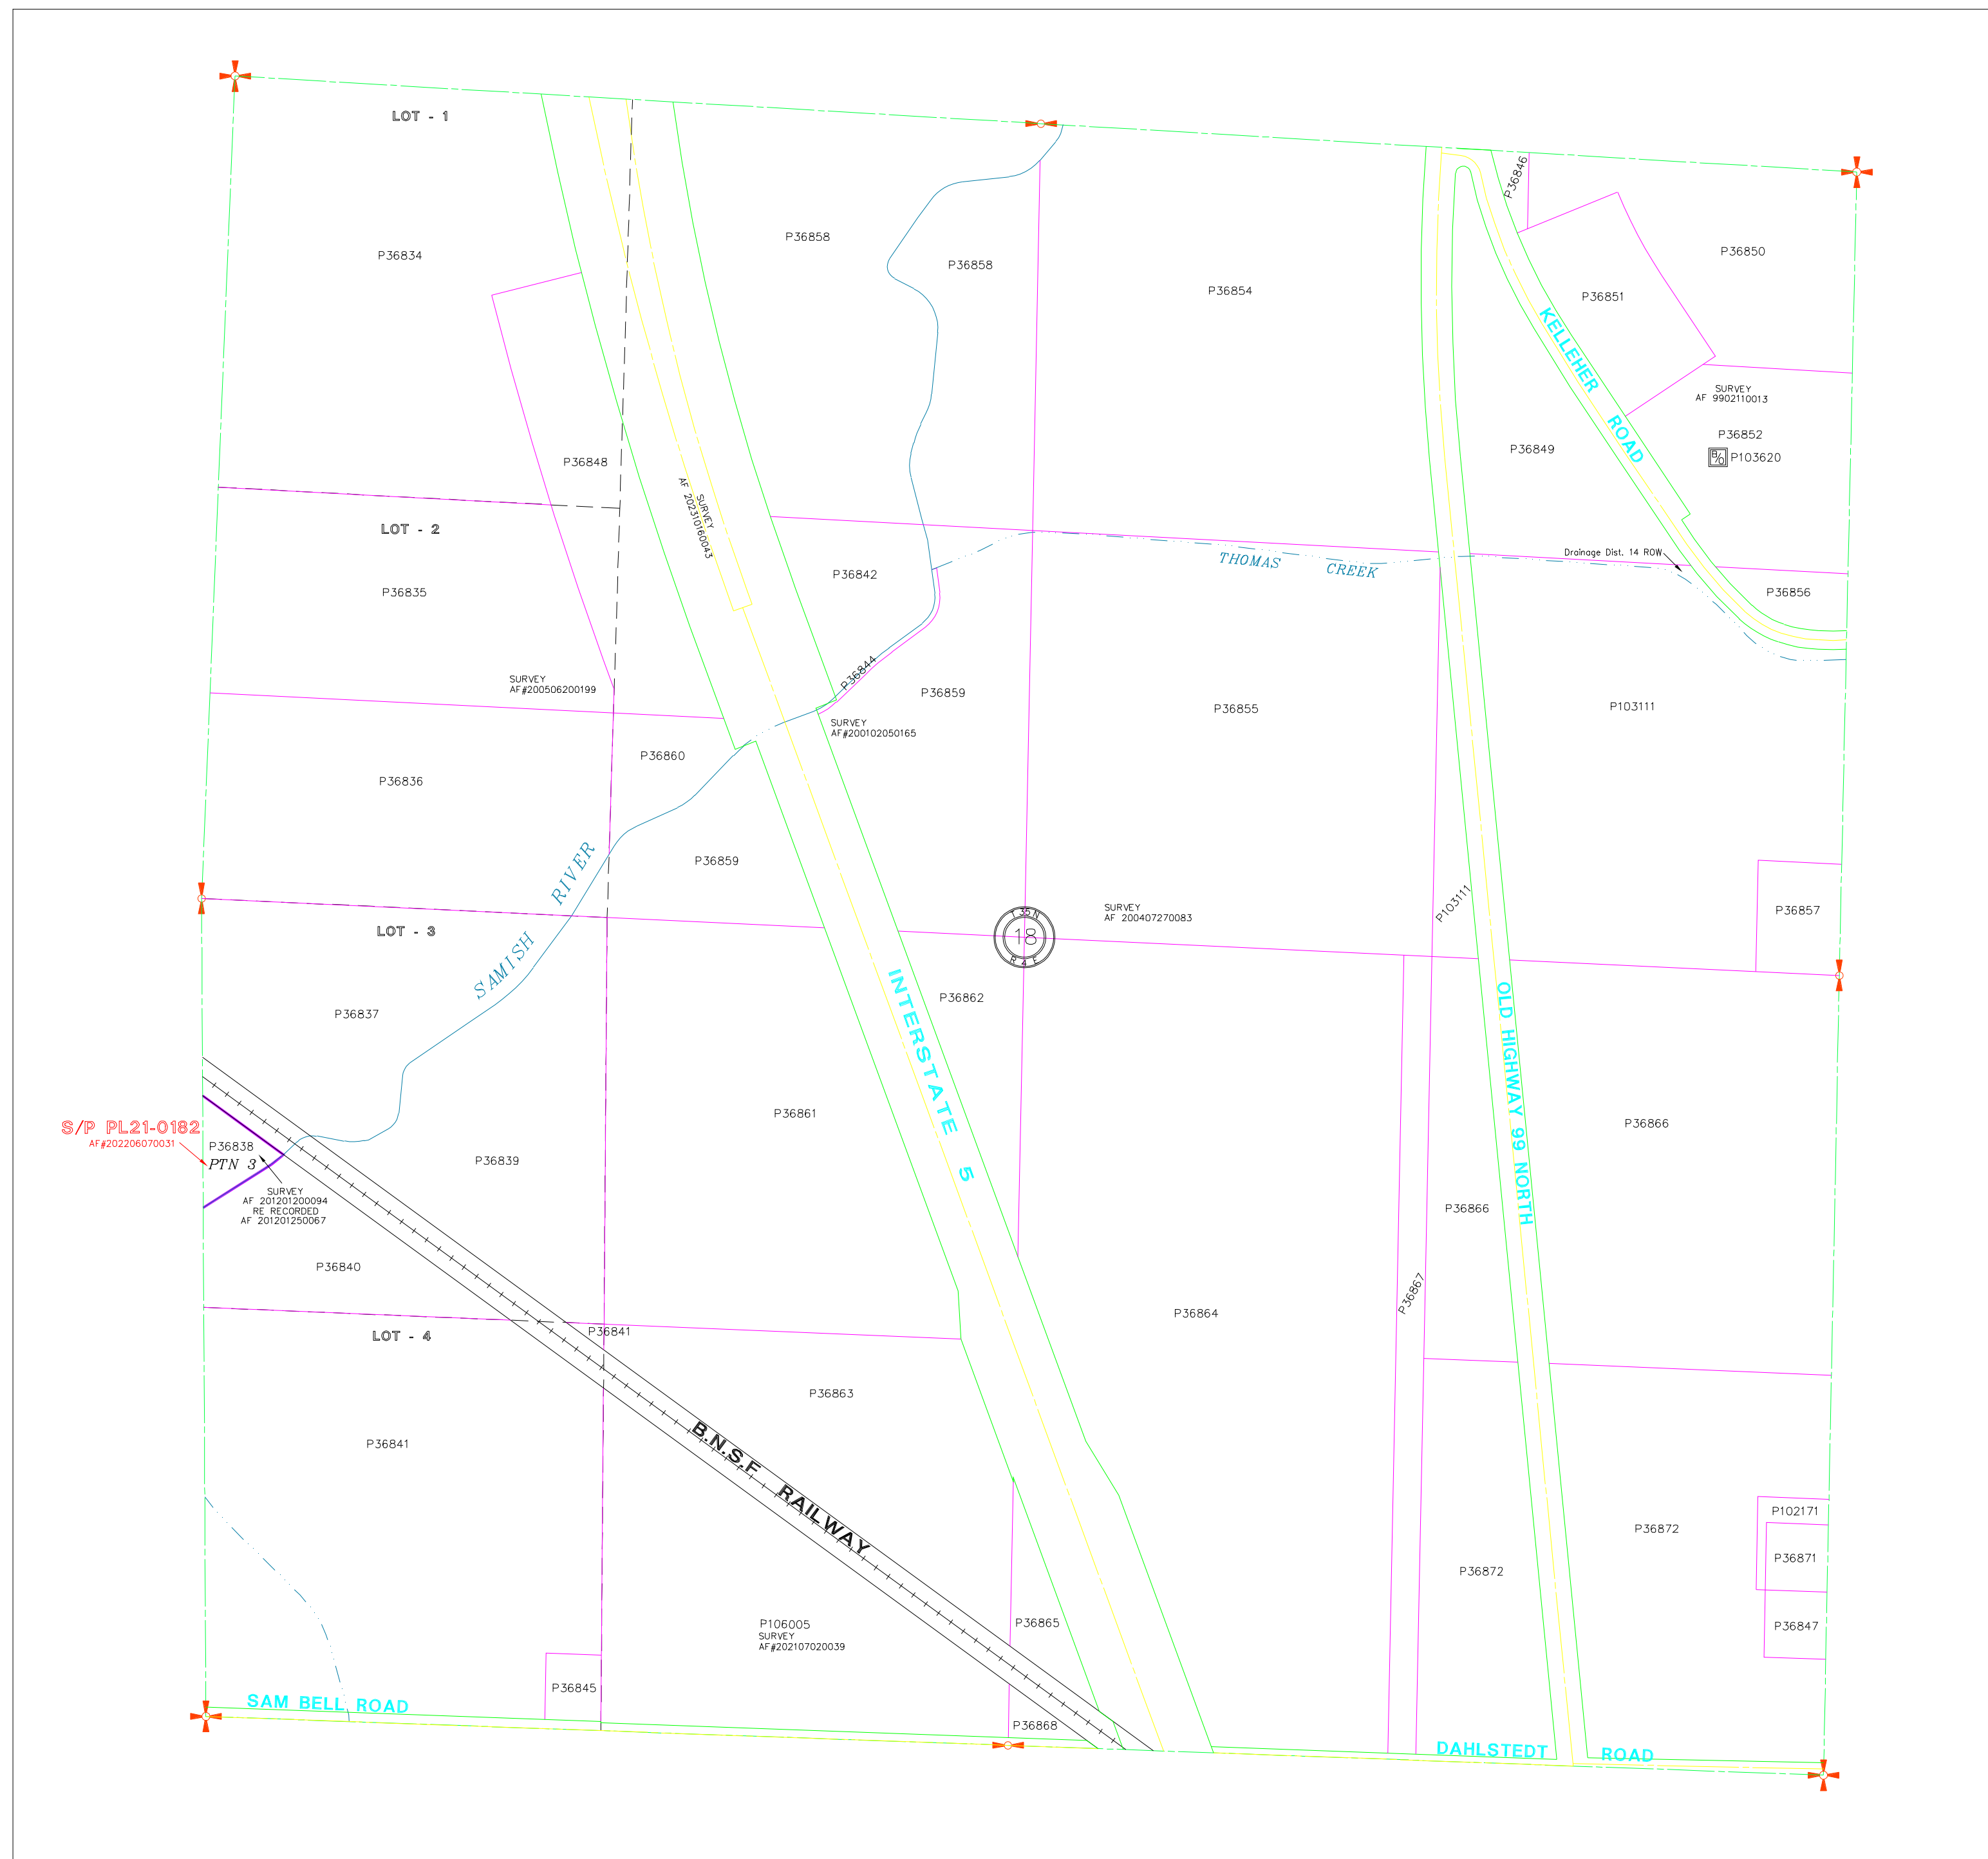 LOT - 1
P36846
P36834
P36858
P36858
P36854
P36850
P36851
KELLEHER ROAD
SURVEY
AF 9902110013
P36852
B/O P103620
P36849
P36848
SURVEY
AF 202310160043
LOT - 2
P36835
P36842
THOMAS CREEK
Drainage Dist. 14 ROW
P36856
SURVEY
AF#200506200199
P36844
P36859
P36855
P103111
SURVEY
AF#200102050165
P36860
P36836
SAMISH RIVER
P36859
SURVEY
AF 200407270083
P103111
P36857
T 35 N
18
R 4 E
LOT - 3
P36837
INTERSTATE 5
P36862
OLD HIGHWAY 99 NORTH
P36861
P36866
S/P PL21-0182
AF#202206070031
P36838
PTN 3
P36839
SURVEY
AF 201201200094
RE RECORDED
AF 201201250067
P36866
P36840
P36867
P36864
LOT - 4
P36841
P36863
P36841
B.N.S.F RAILWAY
P102171
P36872
P36871
P36872
P106005
SURVEY
AF#202107020039
P36865
P36847
P36845
SAM BELL ROAD
P36868
DAHLSTEDT ROAD